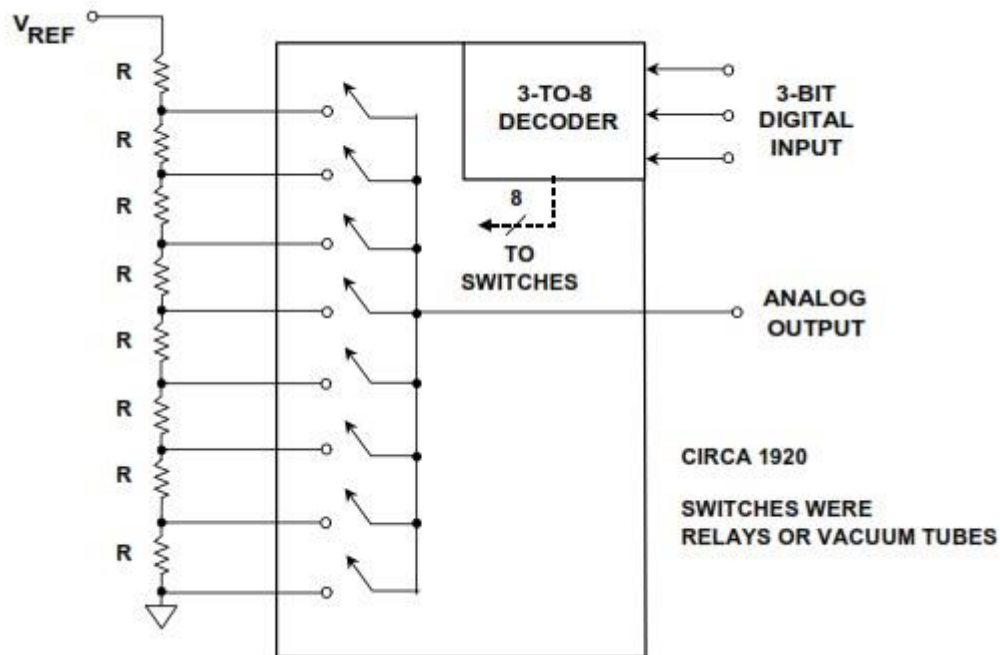 V
REF
R
R
R
R
R
R
R
R
3-TO-8
DECODER
3-BIT
DIGITAL
INPUT
8
TO
SWITCHES
ANALOG
OUTPUT
CIRCA 1920
SWITCHES WERE
RELAYS OR VACUUM TUBES